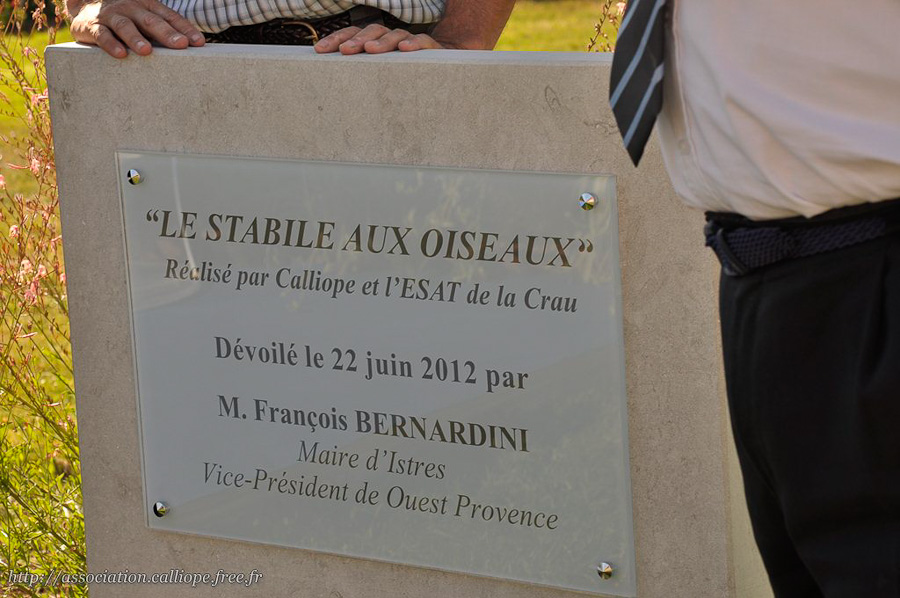 “LE STABILE AUX OISEAUX”
Réalisé par Calliope et l’ESAT de la Crau
Dévoilé le 22 juin 2012 par
M. François BERNARDINI
Maire d’Istres
Vice-Président de Ouest Provence
http://association.calliope.free.fr